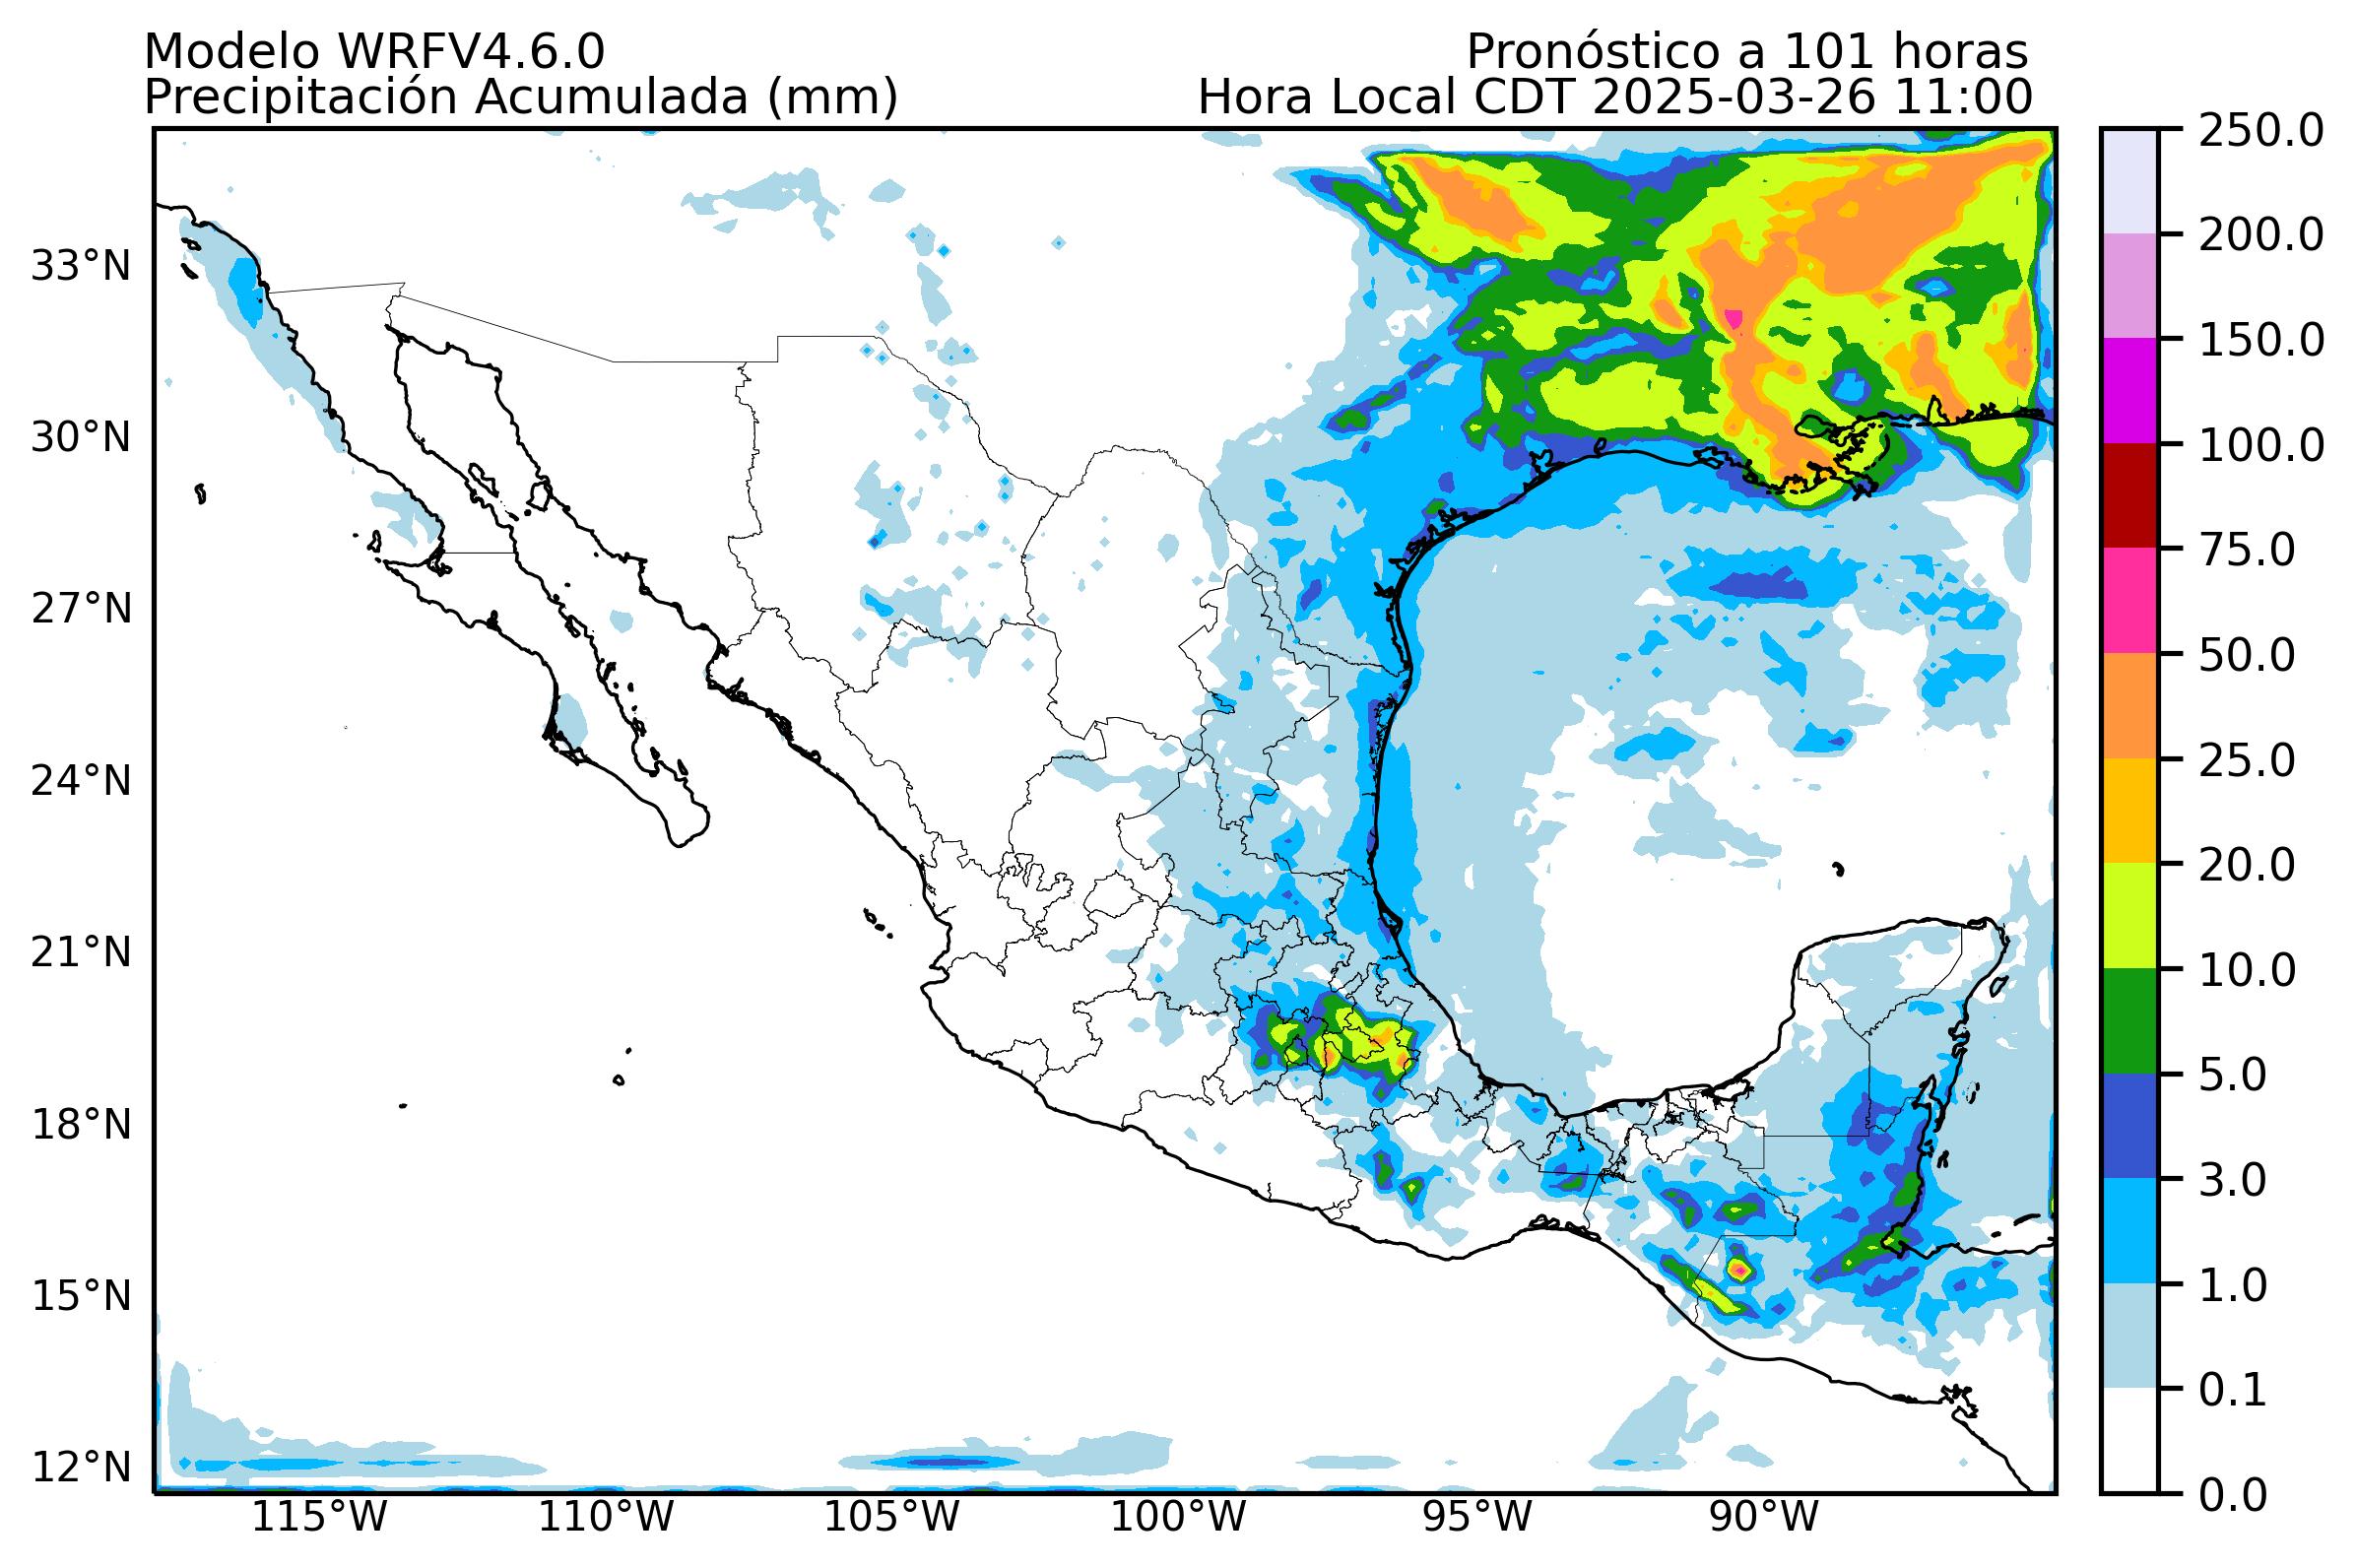 Modelo WRFV4.6.0
Pronóstico a 101 horas
Precipitación Acumulada (mm)
Hora Local CDT 2025-03-26 11:00
33°N
30°N
27°N
24°N
21°N
18°N
15°N
12°N
115°W
110°W
105°W
100°W
95°W
90°W
250.0
200.0
150.0
100.0
75.0
50.0
25.0
20.0
10.0
5.0
3.0
1.0
0.1
0.0